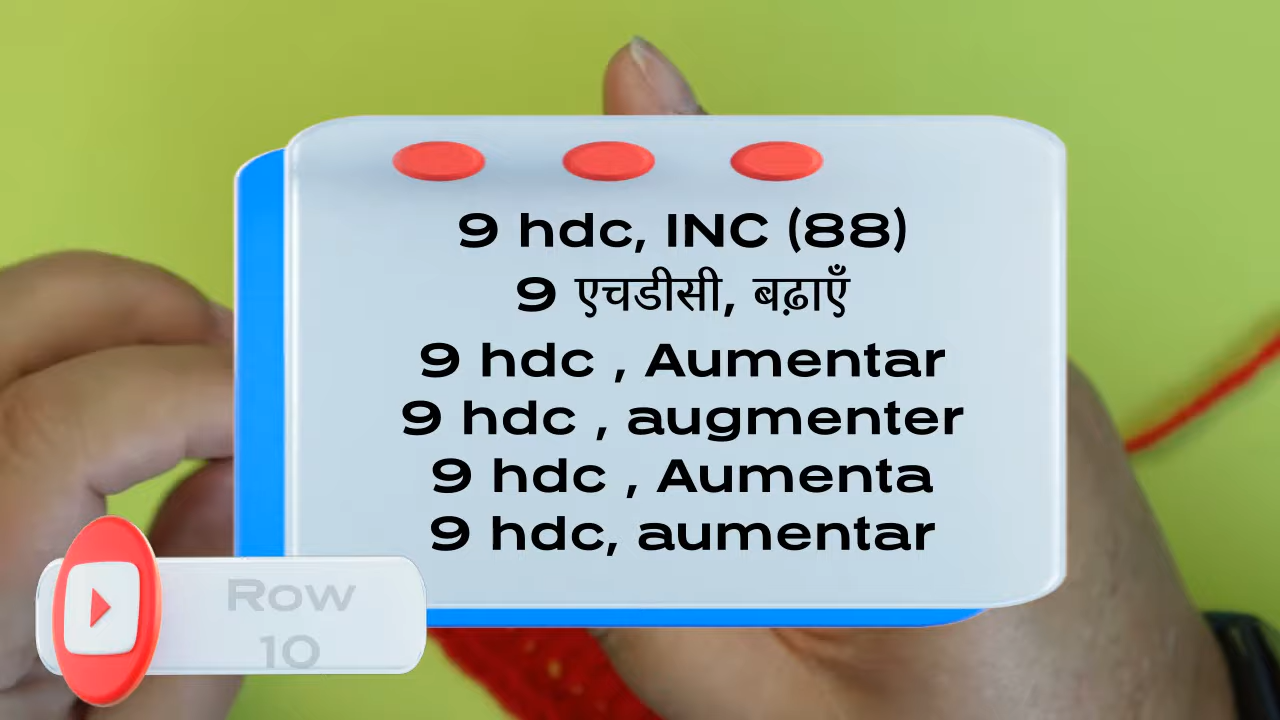 9 hdc, INC (88)
9 एचडीसी, बढ़ाएँ
9 hdc , Aumentar
9 hdc , augmenter
9 hdc , Aumenta
9 hdc, aumentar
Row
10